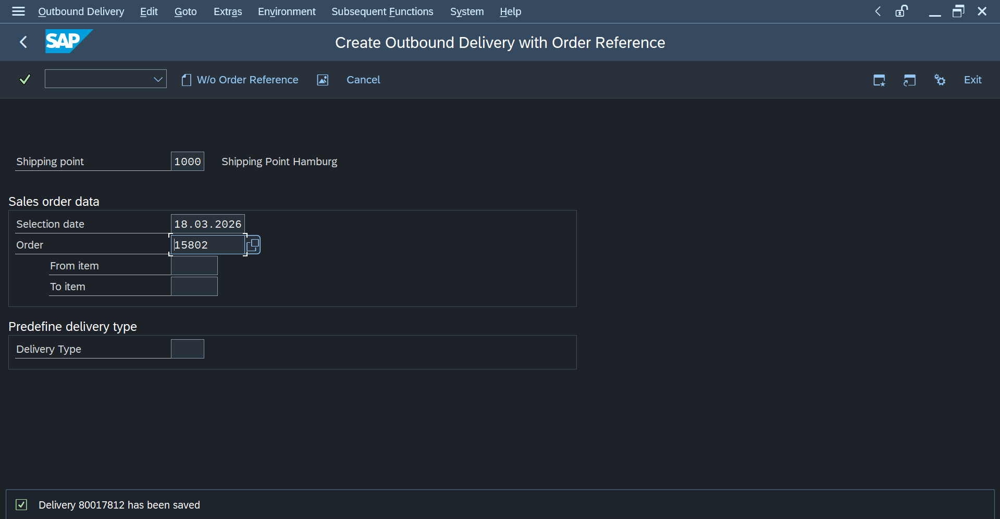 Outbound Delivery Edit Goto Extras Environment Subsequent Functions System Help
SAP
Create Outbound Delivery with Order Reference
W/o Order Reference Cancel Exit
Shipping point 1000 Shipping Point Hamburg
Sales order data
Selection date 18.03.2026
Order 15802
From item
To item
Predefine delivery type
Delivery Type
Delivery 80017812 has been saved